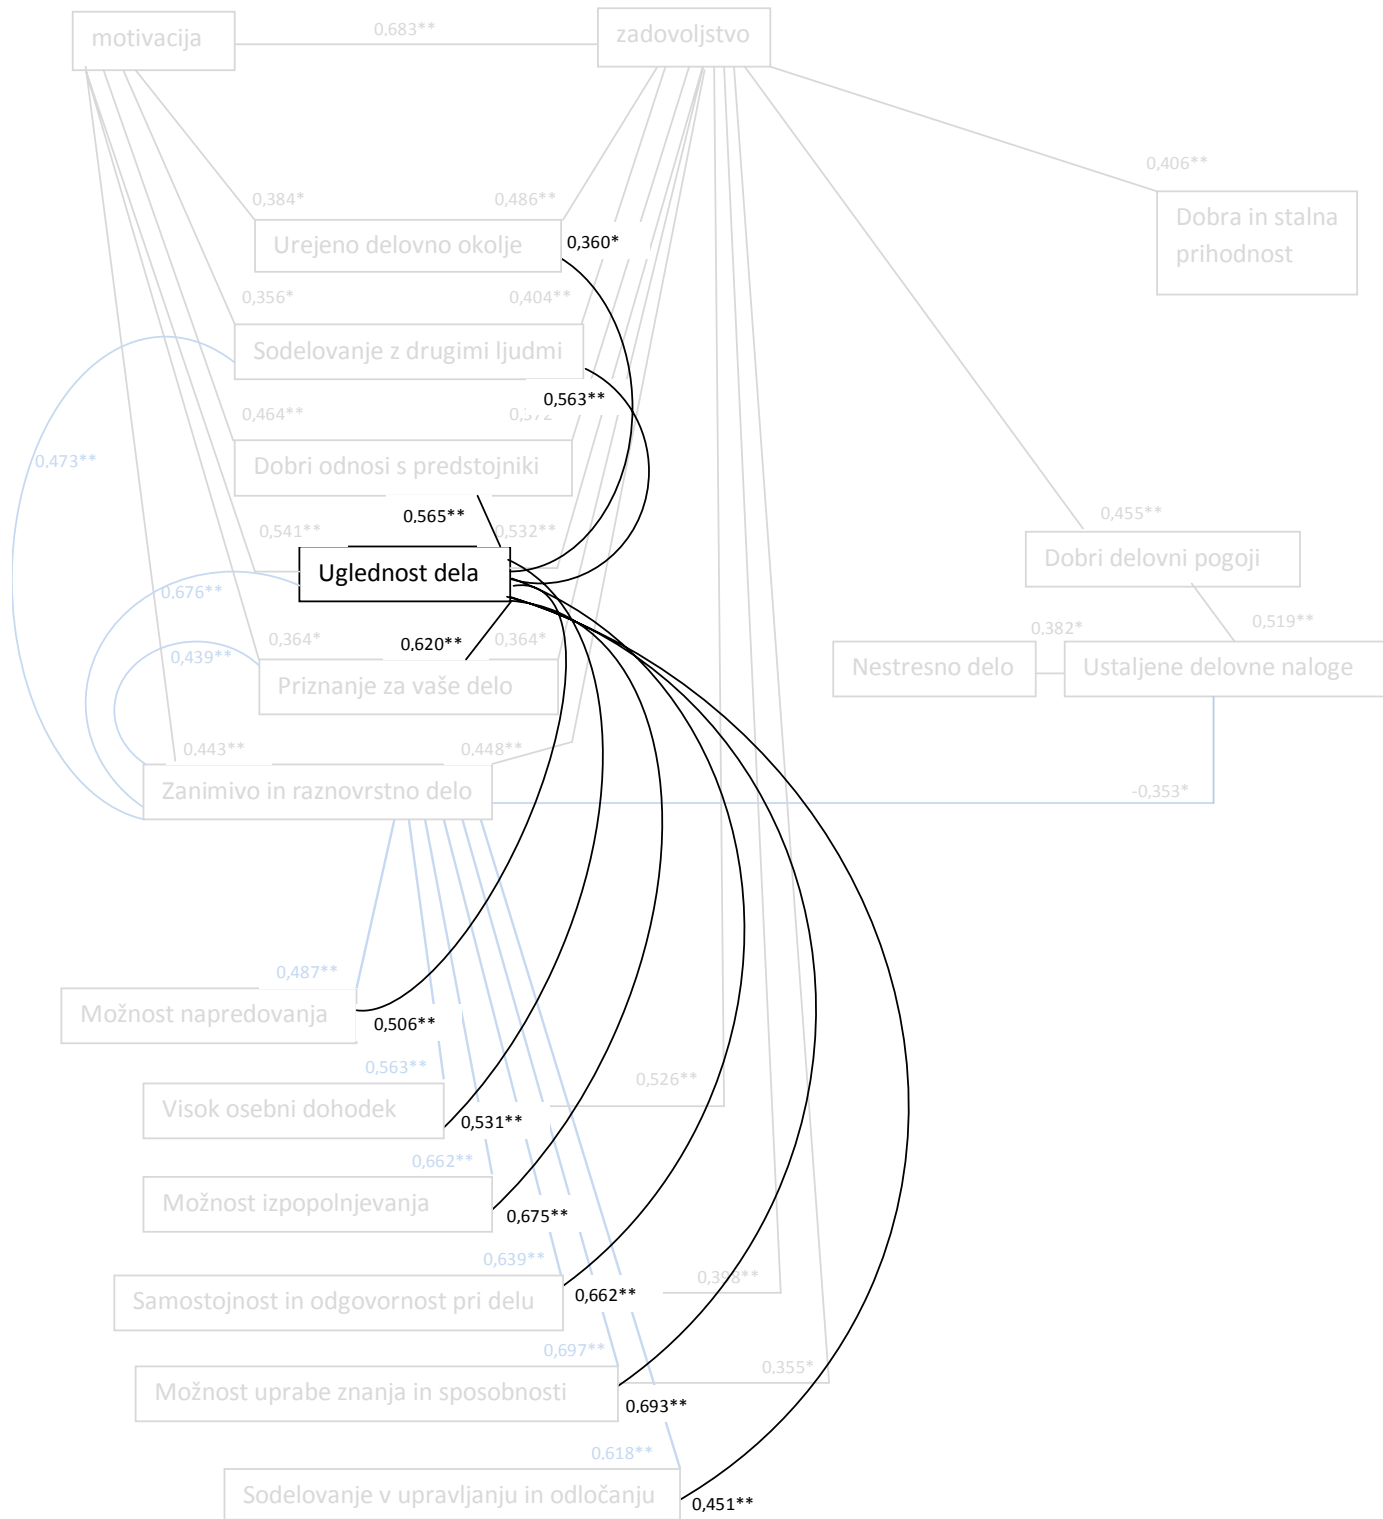 motivacija
0,683**
zadovoljstvo
0,406**
Dobra in stalna
prihodnost
0,384*
0,486**
Urejeno delovno okolje
0,360*
0,356*
0,404**
Sodelovanje z drugimi ljudmi
0,563**
0,464**
0,473**
Dobri odnosi s predstojniki
0,565**
0,541**
0,532**
0,455**
Dobri delovni pogoji
Uglednost dela
0,676**
0,519**
0,382*
0,364*
0,620**
0,364*
0,439**
Nestresno delo
Ustaljene delovne naloge
Priznanje za vaše delo
0,443**
0,448**
Zanimivo in raznovrstno delo
-0,353*
0,487**
Možnost napredovanja
0,506**
0,563**
0,526**
Visok osebni dohodek
0,531**
0,662**
Možnost izpopolnjevanja
0,675**
0,639**
0,398**
Samostojnost in odgovornost pri delu
0,662**
0,697**
0,355*
Možnost uprabe znanja in sposobnosti
0,693**
0,618**
Sodelovanje v upravljanju in odločanju
0,451**